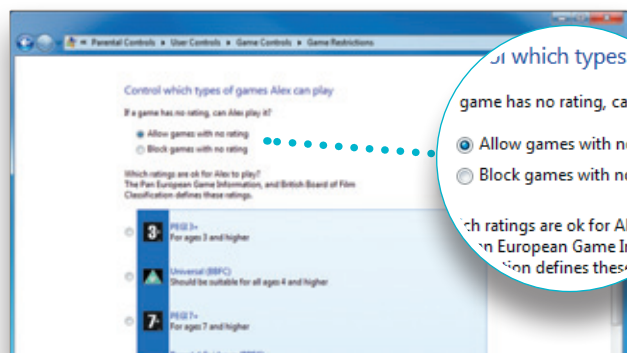 Parental Controls ▸ User Controls ▸ Game Controls ▸ Game Restrictions
Control which types of games Alex can play
If a game has no rating, can Alex play it?
Allow games with no rating
Block games with no rating
Which ratings are ok for Alex to play?
The Pan European Game Information, and British Board of Film
Classification defines these ratings.
3+
PEGI 3+
For ages 3 and higher
Universal (BBFC)
Should be suitable for all ages 4 and higher
7+
PEGI 7+
For ages 7 and higher
which types
game has no rating, ca
Allow games with n
Block games with n
ch ratings are ok for Al
an European Game I
tion defines thes